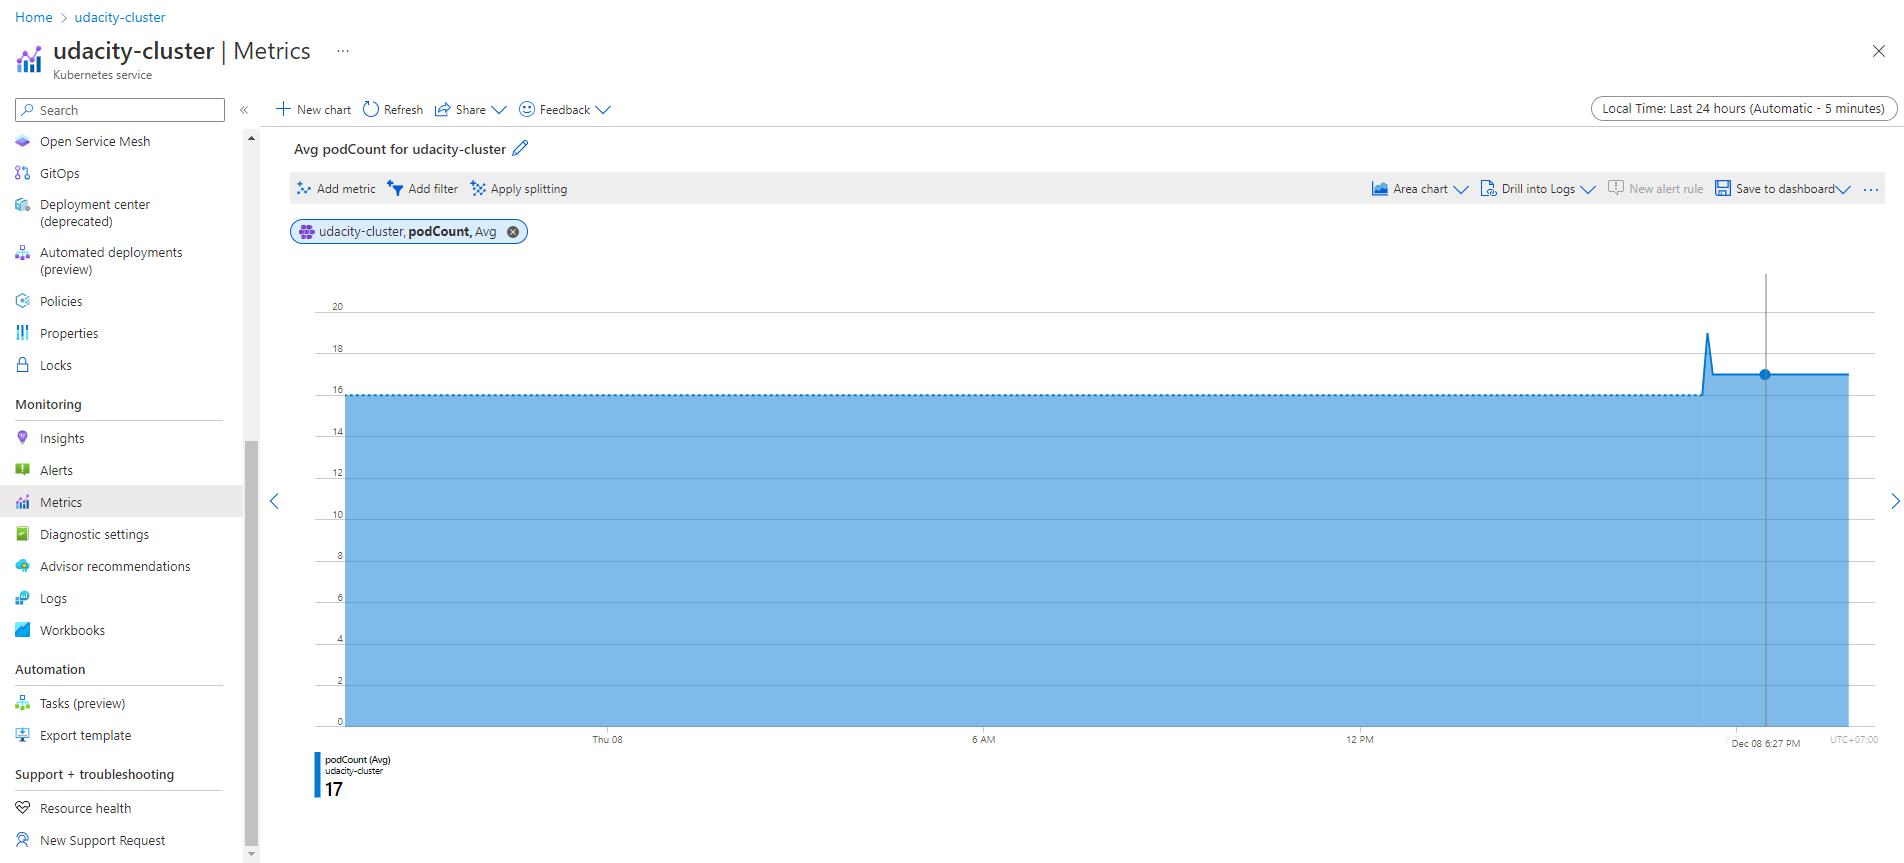 Home > udacity-cluster
udacity-cluster | Metrics ...
Kubernetes service
Search
«
New chart
Refresh
Share
Feedback
Local Time: Last 24 hours (Automatic - 5 minutes)
Open Service Mesh
GitOps
Deployment center
(deprecated)
Automated deployments
(preview)
Policies
Properties
Locks
Monitoring
Insights
Alerts
Metrics
Diagnostic settings
Advisor recommendations
Logs
Workbooks
Automation
Tasks (preview)
Export template
Support + troubleshooting
Resource health
New Support Request
Avg podCount for udacity-cluster
Add metric
Add filter
Apply splitting
Area chart
Drill into Logs
New alert rule
Save to dashboard
...
udacity-cluster, podCount, Avg
20
18
16
14
12
10
8
6
4
2
0
Thu 08
6 AM
12 PM
Dec 08 6:27 PM
UTC+07:00
podCount (Avg)
udacity-cluster
17